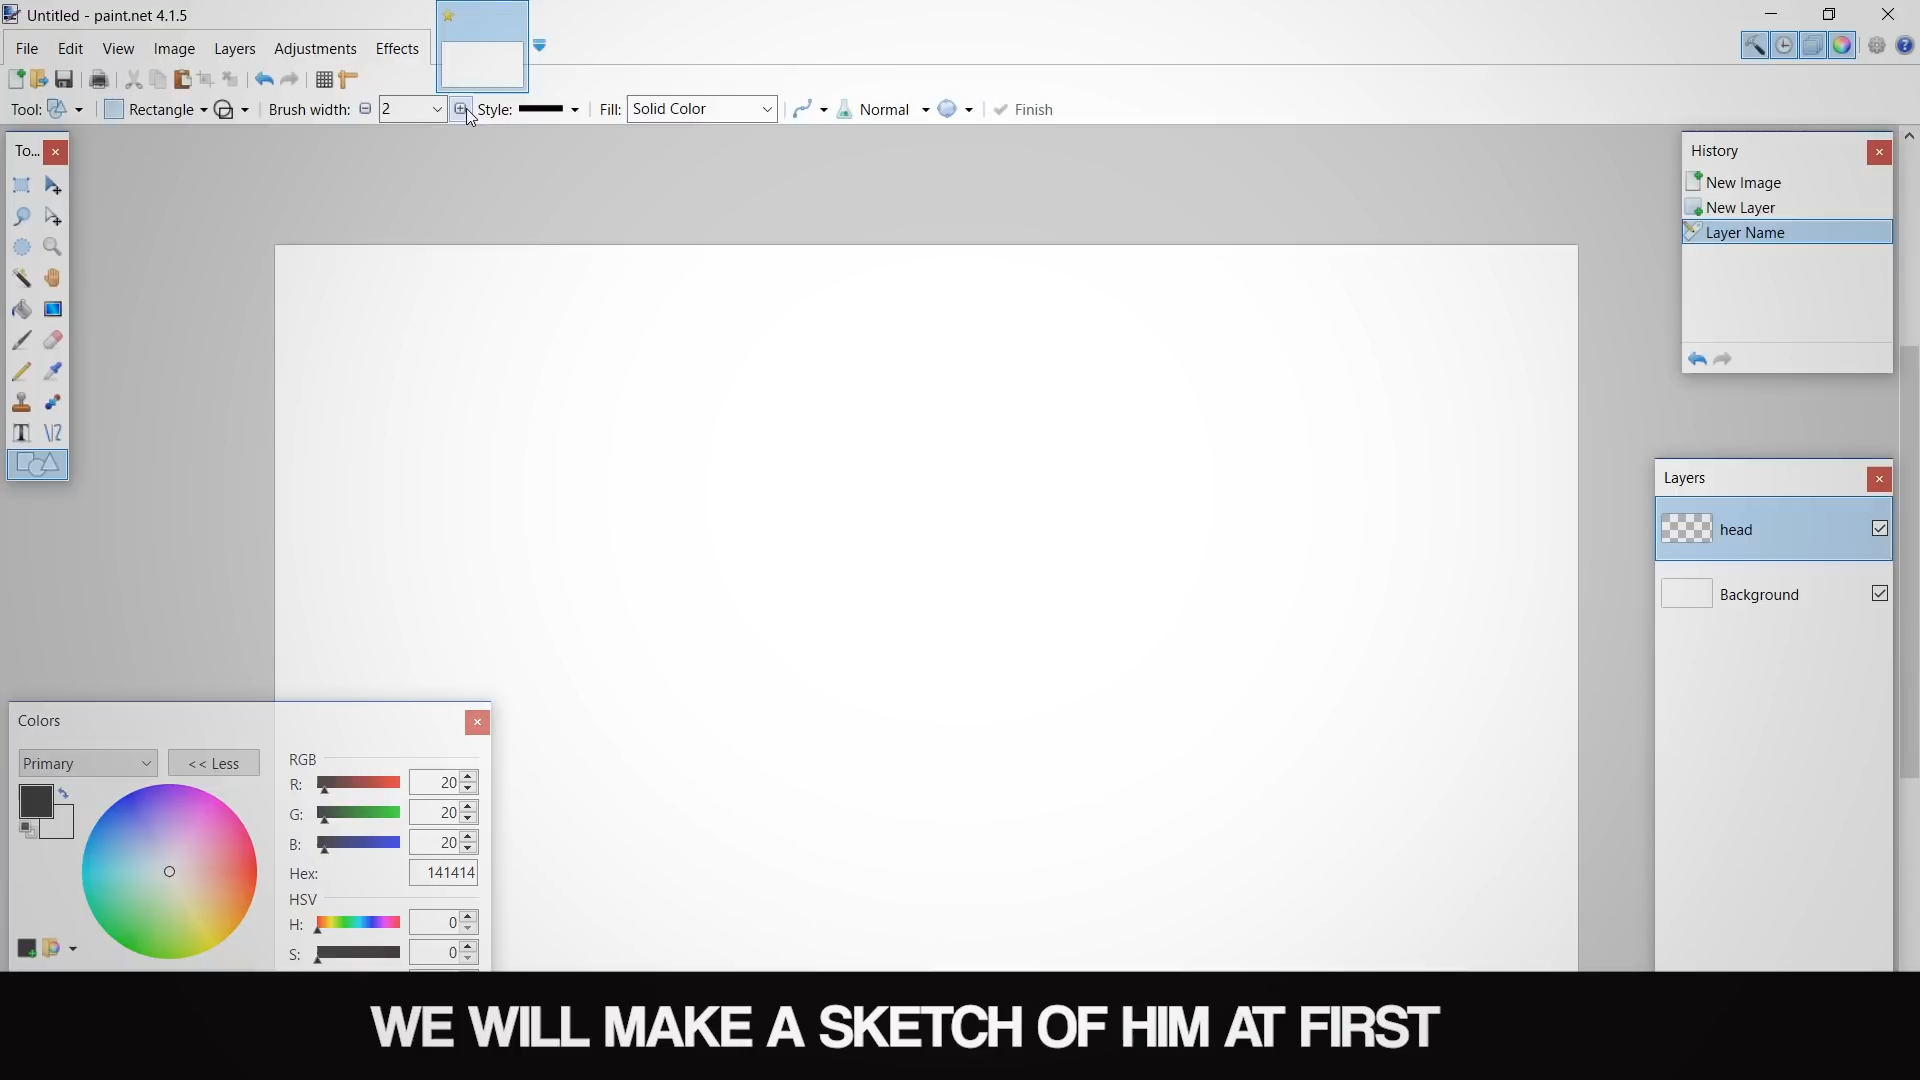 Untitled - paint.net 4.1.5
File Edit View Image Layers Adjustments Effects
Tool: Rectangle Brush width: 2 Style: Fill: Solid Color Normal Finish
To...
History
New Image
New Layer
Layer Name
Layers
head
Background
Colors
Primary << Less
RGB
R: 20
G: 20
B: 20
Hex: 141414
HSV
H: 0
S: 0
WE WILL MAKE A SKETCH OF HIM AT FIRST